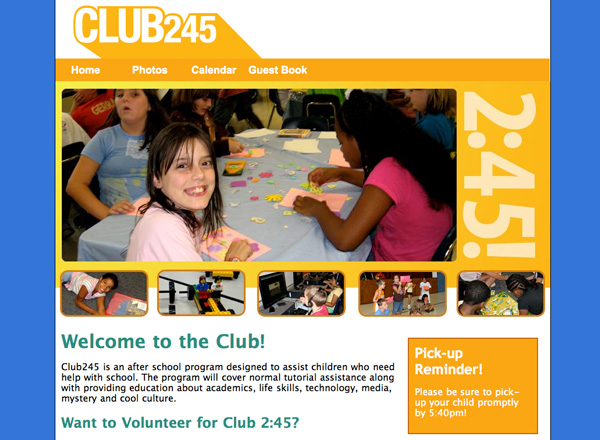 CLUB245
Home Photos Calendar Guest Book
2:45!
Welcome to the Club!
Club245 is an after school program designed to assist children who need
help with school. The program will cover normal tutorial assistance along
with providing education about academics, life skills, technology, media,
mystery and cool culture.
Want to Volunteer for Club 2:45?
Pick-up
Reminder!
Please be sure to pick-
up your child promptly
by 5:40pm!